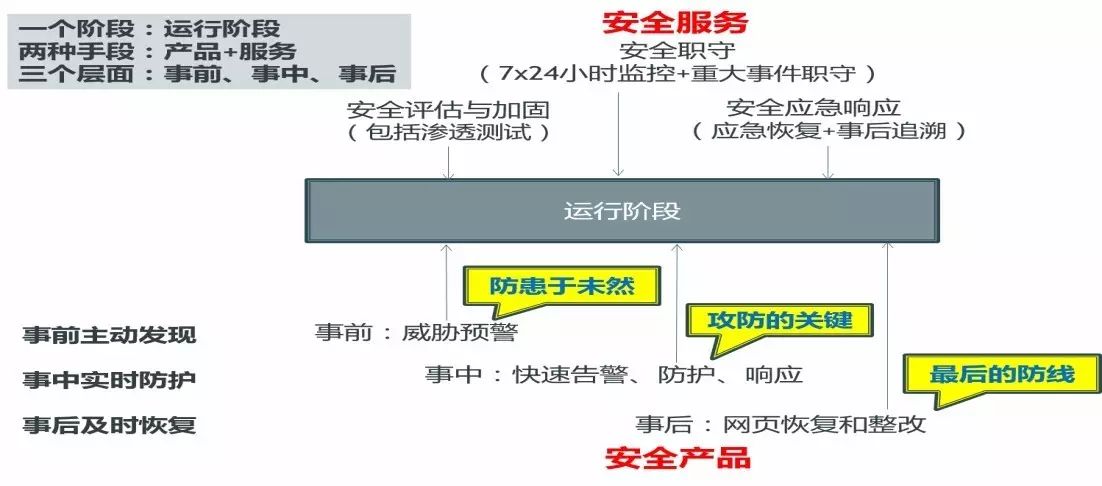 一个阶段：运行阶段
两种手段：产品+服务
三个层面：事前、事中、事后
安全服务
安全职守
（7x24小时监控+重大事件职守）
安全评估与加固
（包括渗透测试）
安全应急响应
（应急恢复+事后追溯）
运行阶段
防患于未然
攻防的关键
最后的防线
事前主动发现
事前：威胁预警
事中实时防护
事中：快速告警、防护、响应
事后及时恢复
事后：网页恢复和整改
安全产品